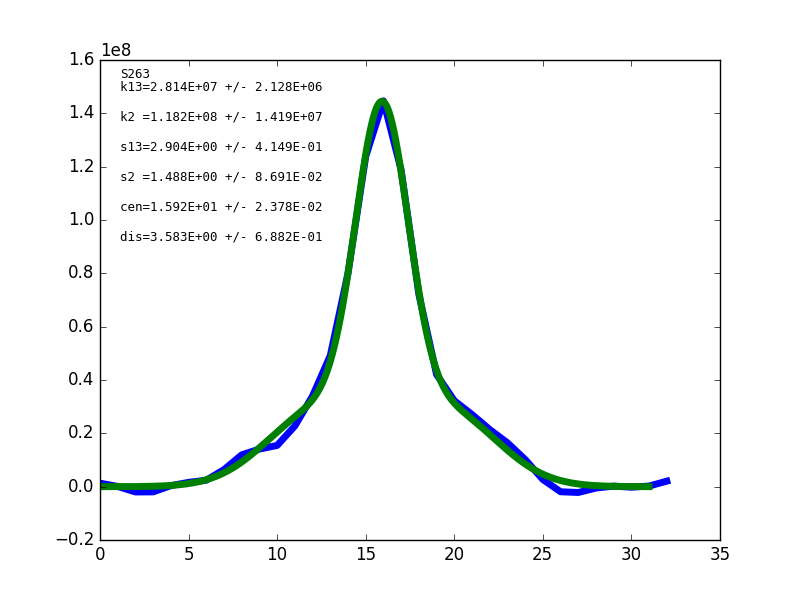 1e8
1.6
S263
k13=2.814E+07 +/- 2.128E+06
1.4
k2 =1.182E+08 +/- 1.419E+07
s13=2.904E+00 +/- 4.149E-01
1.2
s2 =1.488E+00 +/- 8.691E-02
cen=1.592E+01 +/- 2.378E-02
1.0
dis=3.583E+00 +/- 6.882E-01
0.8
0.6
0.4
0.2
0.0
−0.2
0 5 10 15 20 25 30 35